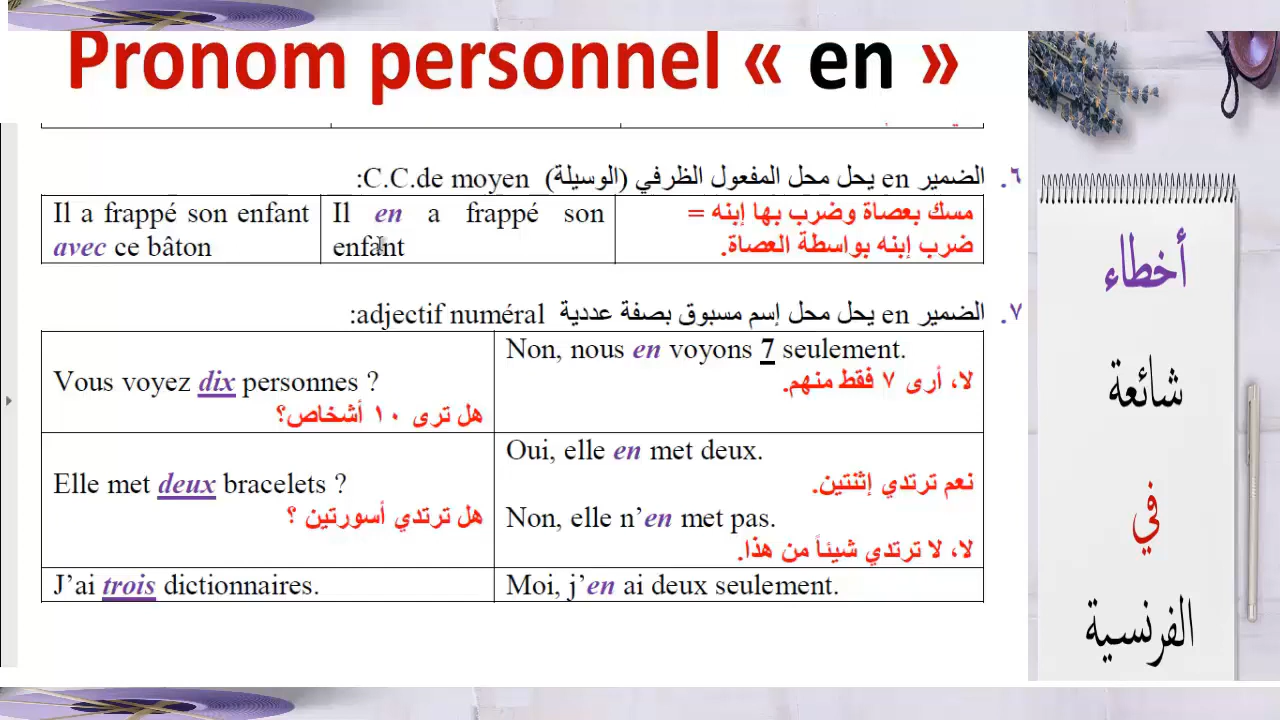 Pronom personnel « en »
٦. الضمير en يحل محل المفعول الظرفي (الوسيلة) C.C.de moyen:
Il a frappé son enfant
avec ce bâton
Il en a frappé son
enfant
مسك بعصاة وضرب بها إبنه =
ضرب إبنه بواسطة العصاة.
٧. الضمير en يحل محل إسم مسبوق بصفة عددية adjectif numéral:
Vous voyez dix personnes ?
هل ترى ١٠ أشخاص؟
Non, nous en voyons 7 seulement.
لا، أرى ٧ فقط منهم.
Elle met deux bracelets ?
هل ترتدي أسورتين ؟
Oui, elle en met deux.
نعم ترتدي إثنتين.
Non, elle n’en met pas.
لا، لا ترتدي شيئاً من هذا.
J’ai trois dictionnaires.
Moi, j’en ai deux seulement.
أخطاء
شائعة
في
الفرنسية